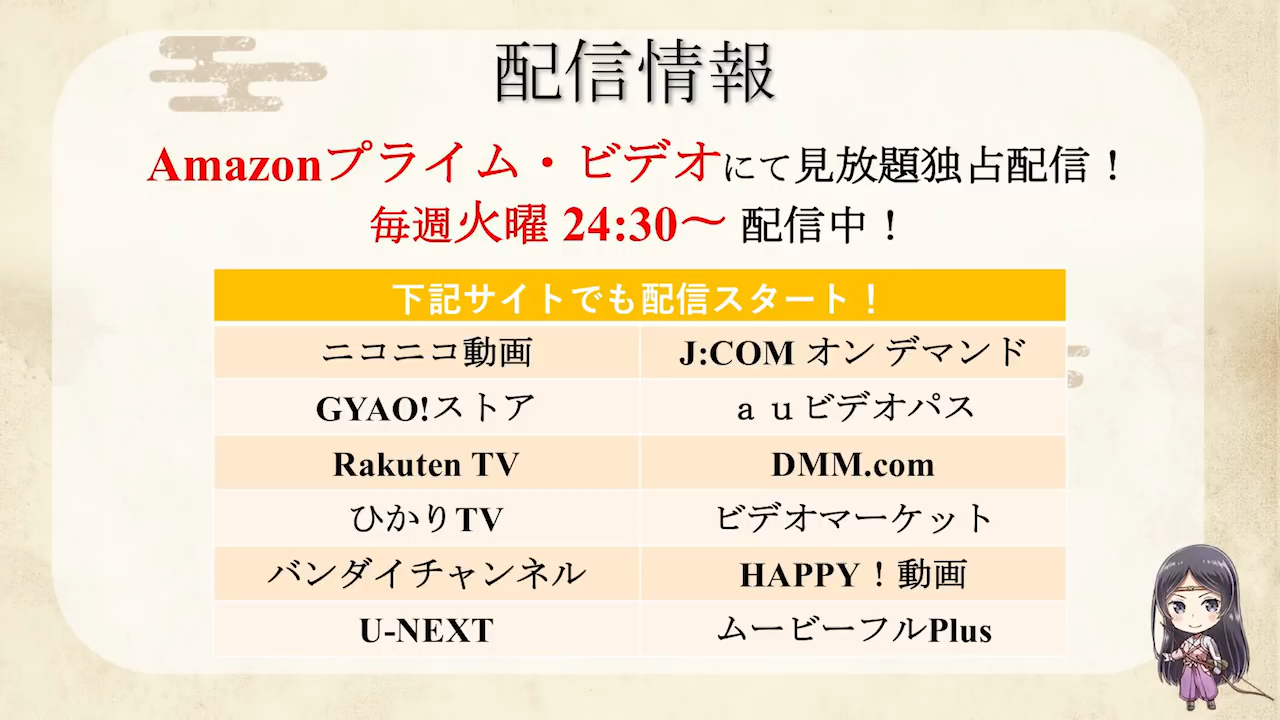 配信情報
Amazonプライム・ビデオにて見放題独占配信！
毎週火曜 24:30～ 配信中！
下記サイトでも配信スタート！
ニコニコ動画 J:COM オン デマンド
GYAO!ストア ａｕビデオパス
Rakuten TV DMM.com
ひかりTV ビデオマーケット
バンダイチャンネル HAPPY！動画
U-NEXT ムービーフルPlus